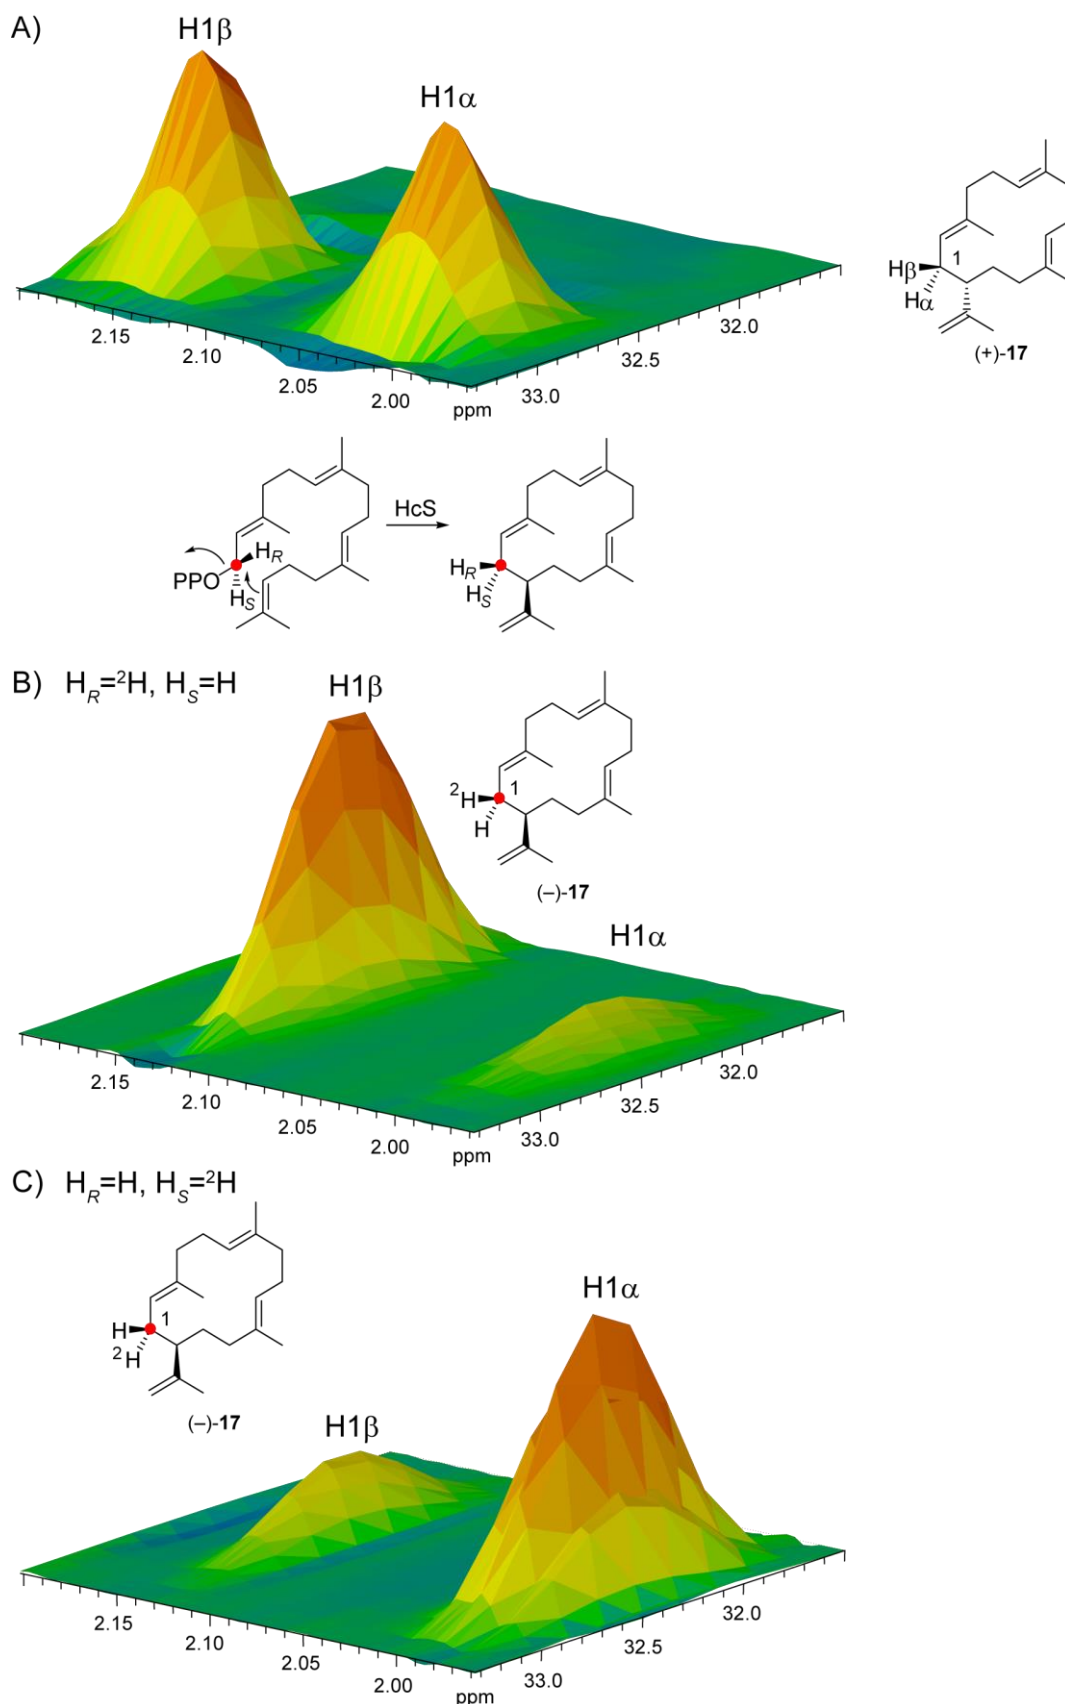 A)
H1β
H1α
2.15
2.10
2.05
2.00
ppm
33.0
32.5
32.0
Hβ
Hα
1
(+)-17
PPO
H_R
H_S
HcS
H_R
H_S
B) H_R=²H, H_S=H
H1β
²H
H
1
(–)-17
H1α
2.15
2.10
2.05
2.00
ppm
33.0
32.5
32.0
C) H_R=H, H_S=²H
H
²H
1
(–)-17
H1β
H1α
2.15
2.10
2.05
2.00
ppm
33.0
32.5
32.0